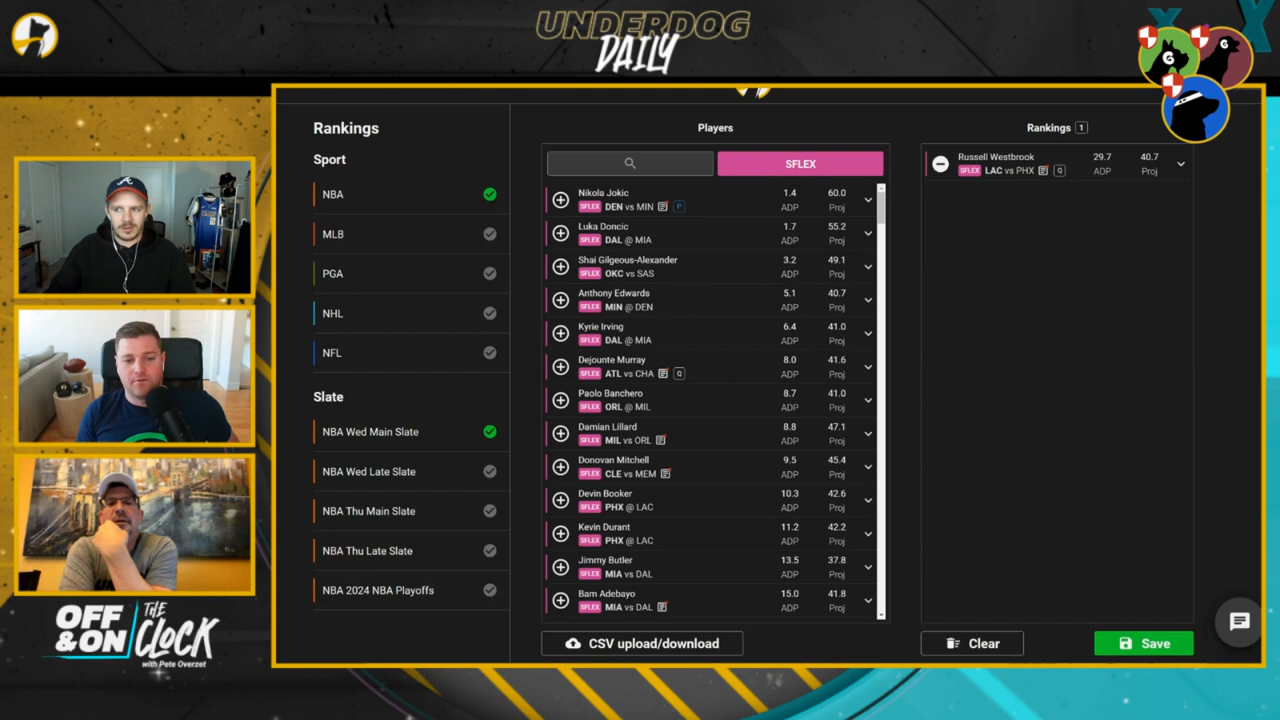 UNDERDOG
DAILY
Rankings
Sport
NBA
MLB
PGA
NHL
NFL
Slate
NBA Wed Main Slate
NBA Wed Late Slate
NBA Thu Main Slate
NBA Thu Late Slate
NBA 2024 NBA Playoffs
Players
SFLEX
Nikola Jokic 1.4 60.0
SFLEX DEN vs MIN P ADP Proj
Luka Doncic 1.7 55.2
SFLEX DAL @ MIA ADP Proj
Shai Gilgeous-Alexander 3.2 49.1
SFLEX OKC vs SAS ADP Proj
Anthony Edwards 5.1 40.7
SFLEX MIN @ DEN ADP Proj
Kyrie Irving 6.4 41.0
SFLEX DAL @ MIA ADP Proj
Dejounte Murray 8.0 41.6
SFLEX ATL vs CHA Q ADP Proj
Paolo Banchero 8.7 41.0
SFLEX ORL @ MIL ADP Proj
Damian Lillard 8.8 47.1
SFLEX MIL vs ORL ADP Proj
Donovan Mitchell 9.5 45.4
SFLEX CLE vs MEM ADP Proj
Devin Booker 10.3 42.6
SFLEX PHX @ LAC ADP Proj
Kevin Durant 11.2 42.2
SFLEX PHX @ LAC ADP Proj
Jimmy Butler 13.5 37.8
SFLEX MIA vs DAL ADP Proj
Bam Adebayo 15.0 41.8
SFLEX MIA vs DAL ADP Proj
CSV upload/download
Rankings 1
Russell Westbrook 29.7 40.7
SFLEX LAC vs PHX Q ADP Proj
Clear
Save
G
G
OFF
&ON
THE
CLOCK
with Pete Overzet